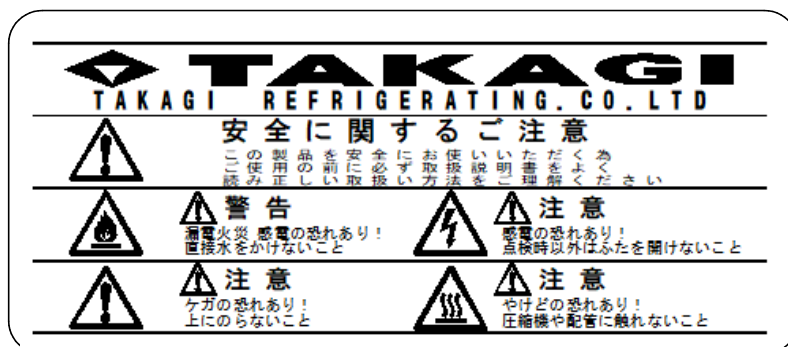 TAKAGI
TAKAGI REFRIGERATING.CO.LTD
安全に関するご注意
この製品を安全にお使いいただく為
ご使用の前に必ず取扱説明書をよく
読み正しい取扱い方法をご理解ください
警告
漏電火災 感電の恐れあり!
直接水をかけないこと
注意
感電の恐れあり!
点検時以外はふたを開けないこと
注意
ケガの恐れあり!
上にのらないこと
注意
やけどの恐れあり!
圧縮機や配管に触れないこと